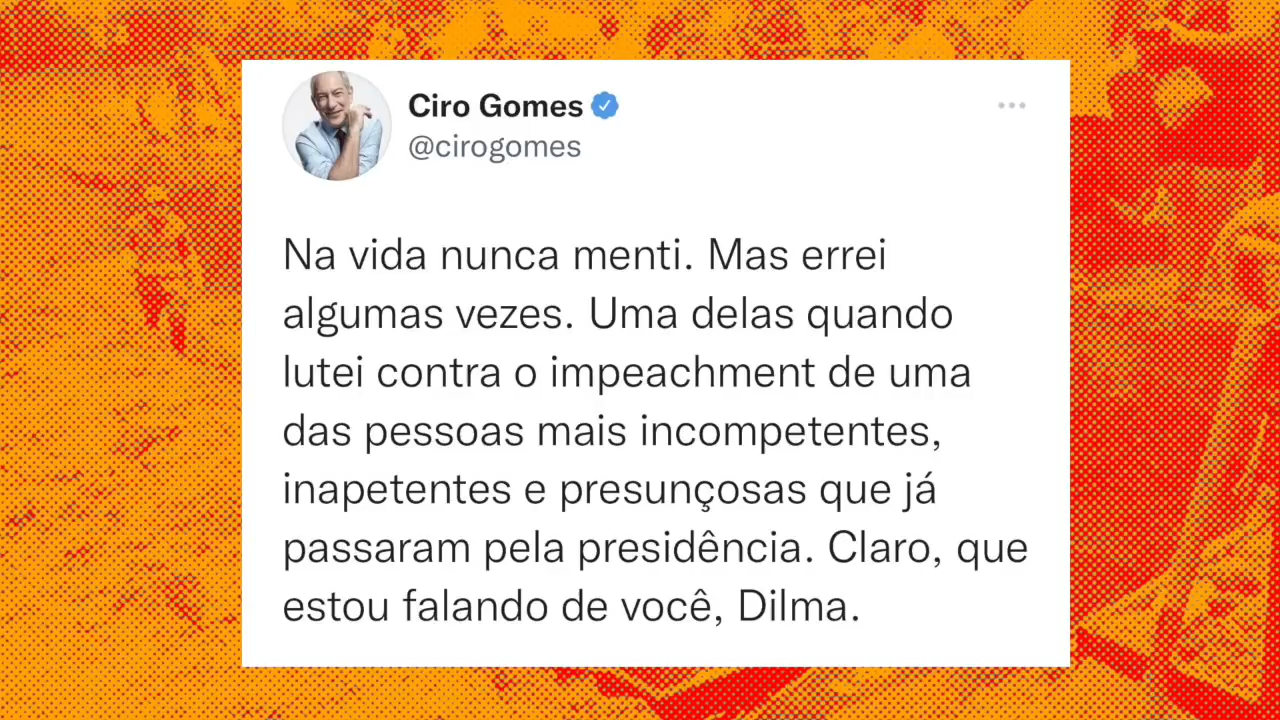 Ciro Gomes
@cirogomes
Na vida nunca menti. Mas errei
algumas vezes. Uma delas quando
lutei contra o impeachment de uma
das pessoas mais incompetentes,
inapetentes e presunçosas que já
passaram pela presidência. Claro, que
estou falando de você, Dilma.